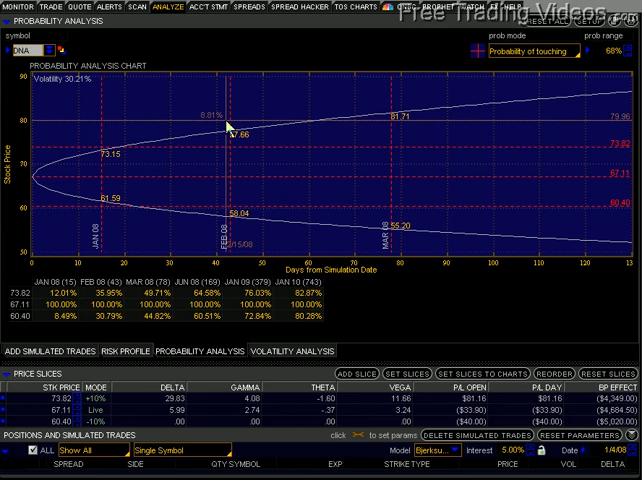 MONITOR TRADE QUOTE ALERTS SCAN ANALYZE ACCT STMT SPREADS SPREAD HACKER TOS CHARTS PROPHET
Free Trading Videos.com
PROBABILITY ANALYSIS RESET ALL SETUP
symbol prob mode prob range
DNA Probability of touching 68%
PROBABILITY ANALYSIS CHART
Volatility 30.21%
90
8.81% 81.71 79.96
80
77.66
73.15 73.82
70
67.11
61.59 60.40
60
58.04 55.20
JAN 08 FEB 08 MAR 08
2/15/08
50
Stock Price
0 10 20 30 40 50 60 70 80 90 100 110 120 13
Days from Simulation Date
JAN 08 (15) FEB 08 (43) MAR 08 (78) JUN 08 (169) JAN 09 (379) JAN 10 (743)
73.82 12.01% 35.95% 49.71% 64.58% 76.03% 82.87%
67.11 100.00% 100.00% 100.00% 100.00% 100.00% 100.00%
60.40 8.49% 30.79% 44.82% 60.51% 72.84% 80.28%
ADD SIMULATED TRADES RISK PROFILE PROBABILITY ANALYSIS VOLATILITY ANALYSIS
PRICE SLICES ADD SLICE SET SLICES SET SLICES TO CHARTS REORDER RESET SLICES
STK PRICE MODE DELTA GAMMA THETA VEGA P/L OPEN P/L DAY BP EFFECT
73.82 +10% 29.83 4.08 -1.60 11.66 $81.16 $81.16 ($4,349.00)
67.11 Live 5.99 2.74 -.37 3.24 ($33.90) ($33.90) ($4,684.50)
60.40 -10% .00 .00 .00 .00 ($40.00) ($40.00) ($5,020.00)
POSITIONS AND SIMULATED TRADES click to set params DELETE SIMULATED TRADES RESET PARAMETERS
ALL Show All Single Symbol Model Bjerksu... Interest 5.00% Date 1/4/08
SPREAD SIDE QTY SYMBOL EXP STRIKE TYPE PRICE VOL DELTA